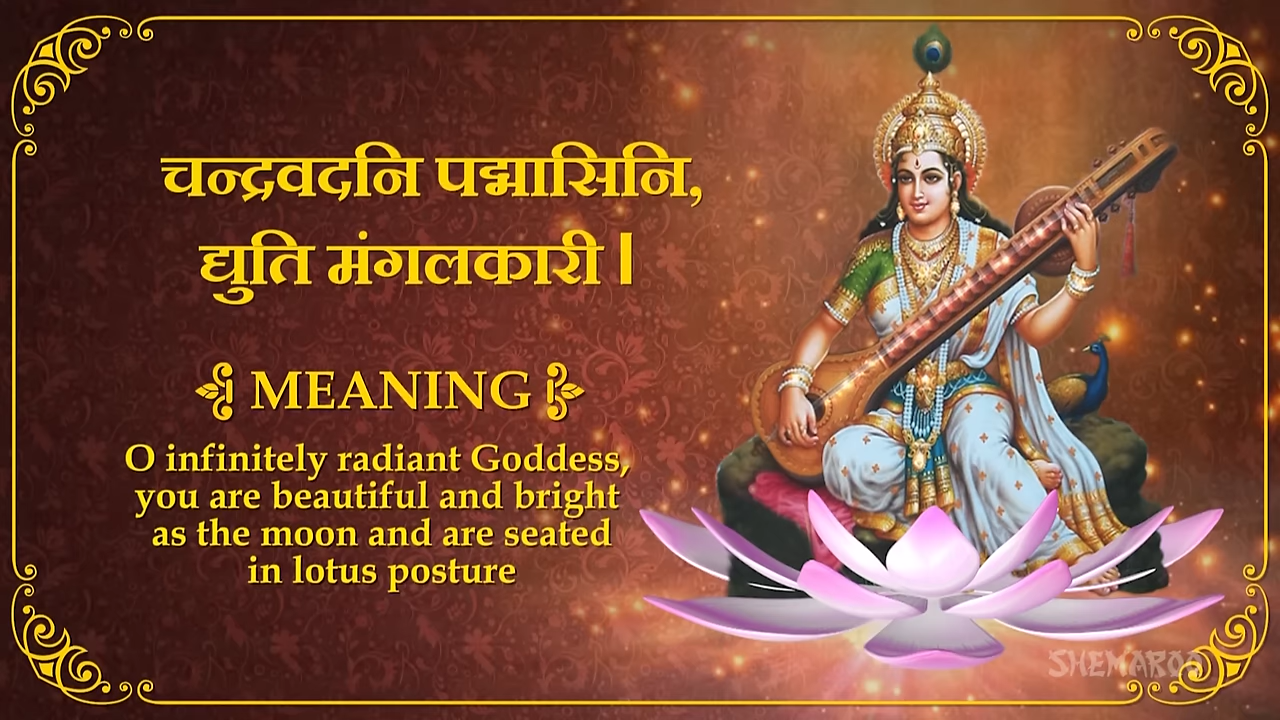 चन्द्रवदनि पद्मासिनि,
द्युति मंगलकारी।
MEANING
O infinitely radiant Goddess,
you are beautiful and bright
as the moon and are seated
in lotus posture
SHEMAROO